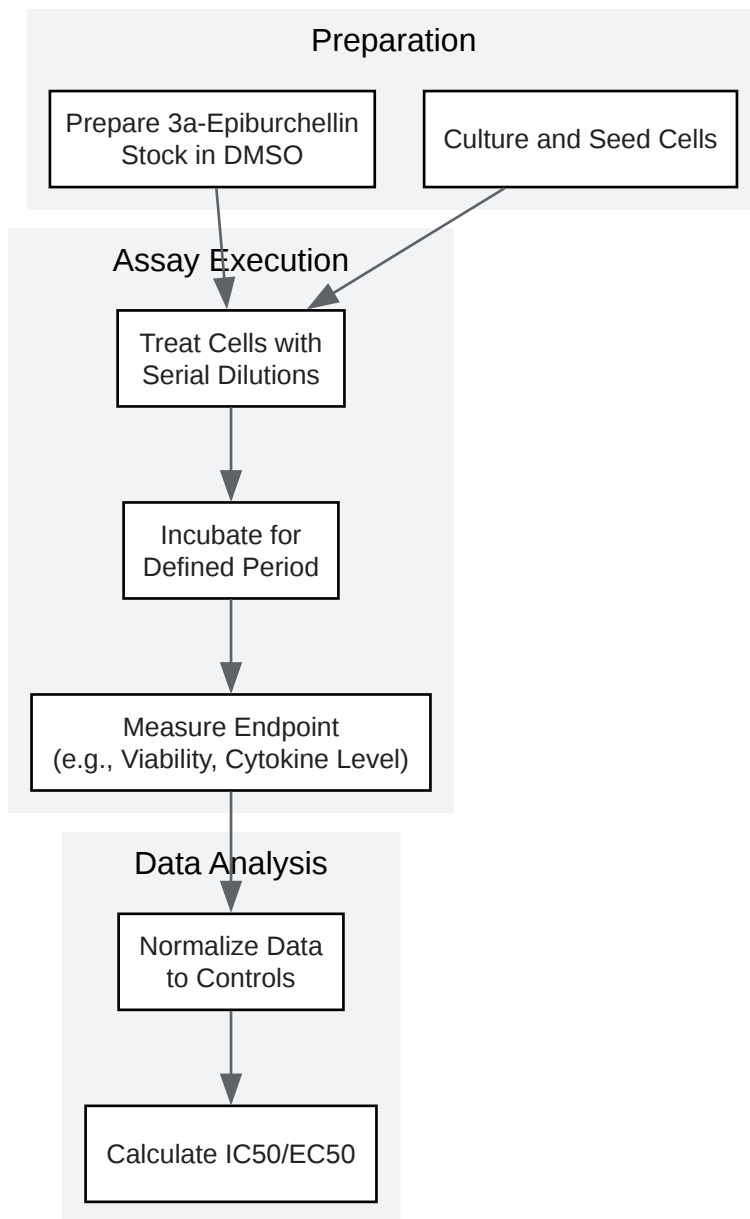 Preparation
Prepare 3a-Epiburchellin
Stock in DMSO
Culture and Seed Cells
Assay Execution
Treat Cells with
Serial Dilutions
Incubate for
Defined Period
Measure Endpoint
(e.g., Viability, Cytokine Level)
Data Analysis
Normalize Data
to Controls
Calculate IC50/EC50